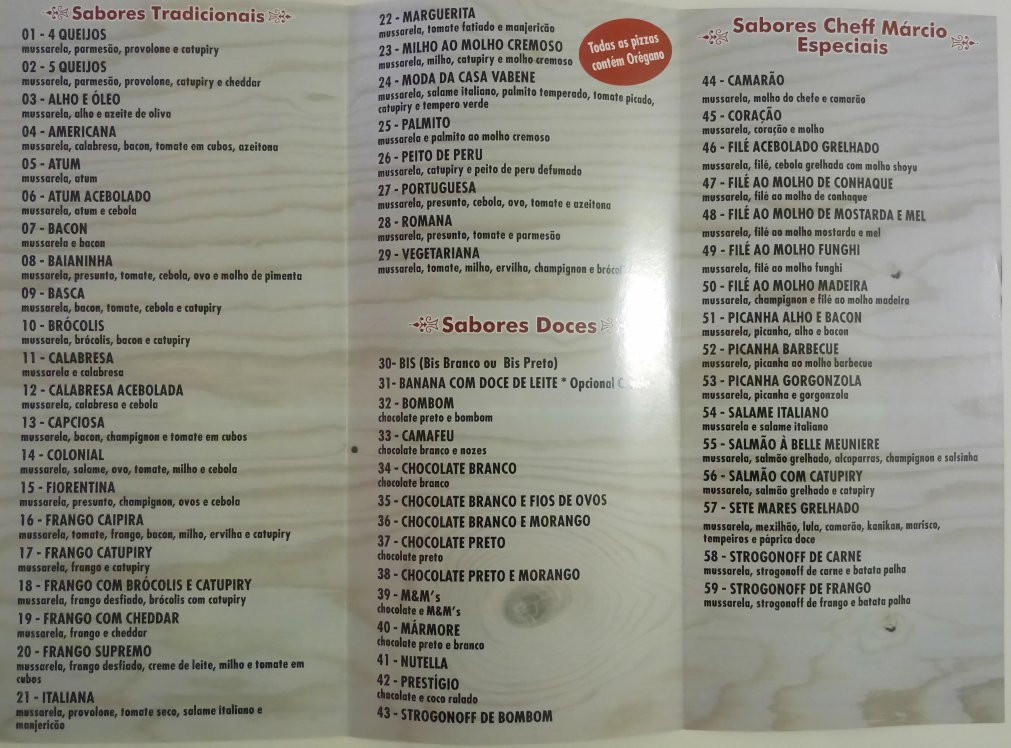 Sabores Tradicionais
01 - 4 QUEIJOS
mussarela, parmesão, provolone e catupiry
02 - 5 QUEIJOS
mussarela, parmesão, provolone, catupiry e cheddar
03 - ALHO E ÓLEO
mussarela, alho e azeite de oliva
04 - AMERICANA
mussarela, calabresa, bacon, tomate em cubos, azeitona
05 - ATUM
mussarela, atum
06 - ATUM ACEBOLADO
mussarela, atum e cebola
07 - BACON
mussarela e bacon
08 - BAIANINHA
mussarela, presunto, tomate, cebola, ovo e molho de pimenta
09 - BASCA
mussarela, bacon, tomate, cebola e catupiry
10 - BRÓCOLIS
mussarela, brócolis, bacon e catupiry
11 - CALABRESA
mussarela e calabresa
12 - CALABRESA ACEBOLADA
mussarela, calabresa e cebola
13 - CAPCIOSA
mussarela, bacon, champignon e tomate em cubos
14 - COLONIAL
mussarela, salame, ovo, tomate, milho e cebola
15 - FIORENTINA
mussarela, presunto, champignon, ovos e cebola
16 - FRANGO CAIPIRA
mussarela, tomate, frango, bacon, milho, ervilha e catupiry
17 - FRANGO CATUPIRY
mussarela, frango e catupiry
18 - FRANGO COM BRÓCOLIS E CATUPIRY
mussarela, frango desfiado, brócolis com catupiry
19 - FRANGO COM CHEDDAR
mussarela, frango e cheddar
20 - FRANGO SUPREMO
mussarela, frango desfiado, creme de leite, milho e tomate em
cubos
21 - ITALIANA
mussarela, provolone, tomate seco, salame italiano e
manjericão
22 - MARGUERITA
mussarela, tomate fatiado e manjericão
23 - MILHO AO MOLHO CREMOSO
mussarela, milho, catupiry e molho cremoso
24 - MODA DA CASA VABENE
mussarela, salame italiano, palmito temperado, tomate picado,
catupiry e tempero verde
25 - PALMITO
mussarela e palmito ao molho cremoso
26 - PEITO DE PERU
mussarela, catupiry e peito de peru defumado
27 - PORTUGUESA
mussarela, presunto, cebola, ovo, tomate e azeitona
28 - ROMANA
mussarela, presunto, tomate e parmesão
29 - VEGETARIANA
mussarela, tomate, milho, ervilha, champignon e
Todas as pizzas
contém Orégano
Sabores Doces
30- BIS (Bis Branco ou Bis Preto)
31- BANANA COM DOCE DE LEITE * Opcional
32 - BOMBOM
chocolate preto e bombom
33 - CAMAFEU
chocolate branco e nozes
34 - CHOCOLATE BRANCO
chocolate branco
35 - CHOCOLATE BRANCO E FIOS DE OVOS
36 - CHOCOLATE BRANCO E MORANGO
37 - CHOCOLATE PRETO
chocolate preto
38 - CHOCOLATE PRETO E MORANGO
39 - M&M's
chocolate e M&M's
40 - MÁRMORE
chocolate preto e branco
41 - NUTELLA
42 - PRESTÍGIO
chocolate e coco ralado
43 - STROGONOFF DE BOMBOM
Sabores Cheff Márcio
Especiais
44 - CAMARÃO
mussarela, molho do chefe e camarão
45 - CORAÇÃO
mussarela, coração e molho
46 - FILÉ ACEBOLADO GRELHADO
mussarela, filé, cebola grelhada com molho shoyu
47 - FILÉ AO MOLHO DE CONHAQUE
mussarela, filé ao molho de conhaque
48 - FILÉ AO MOLHO DE MOSTARDA E MEL
mussarela, filé ao molho mostarda e mel
49 - FILÉ AO MOLHO FUNGHI
mussarela, filé ao molho funghi
50 - FILÉ AO MOLHO MADEIRA
mussarela, champignon e filé ao molho madeira
51 - PICANHA ALHO E BACON
mussarela, picanha, alho e bacon
52 - PICANHA BARBECUE
mussarela, picanha ao molho barbecue
53 - PICANHA GORGONZOLA
mussarela, picanha e gorgonzola
54 - SALAME ITALIANO
mussarela e salame italiano
55 - SALMÃO À BELLE MEUNIERE
mussarela, salmão grelhado, alcaparras, champignon e salsinha
56 - SALMÃO COM CATUPIRY
mussarela, salmão grelhado e catupiry
57 - SETE MARES GRELHADO
mussarela, mexilhão, lula, camarão, kanikan, marisco,
tempeiros e páprica doce
58 - STROGONOFF DE CARNE
mussarela, strogonoff de carne e batata palha
59 - STROGONOFF DE FRANGO
mussarela, strogonoff de frango e batata palha